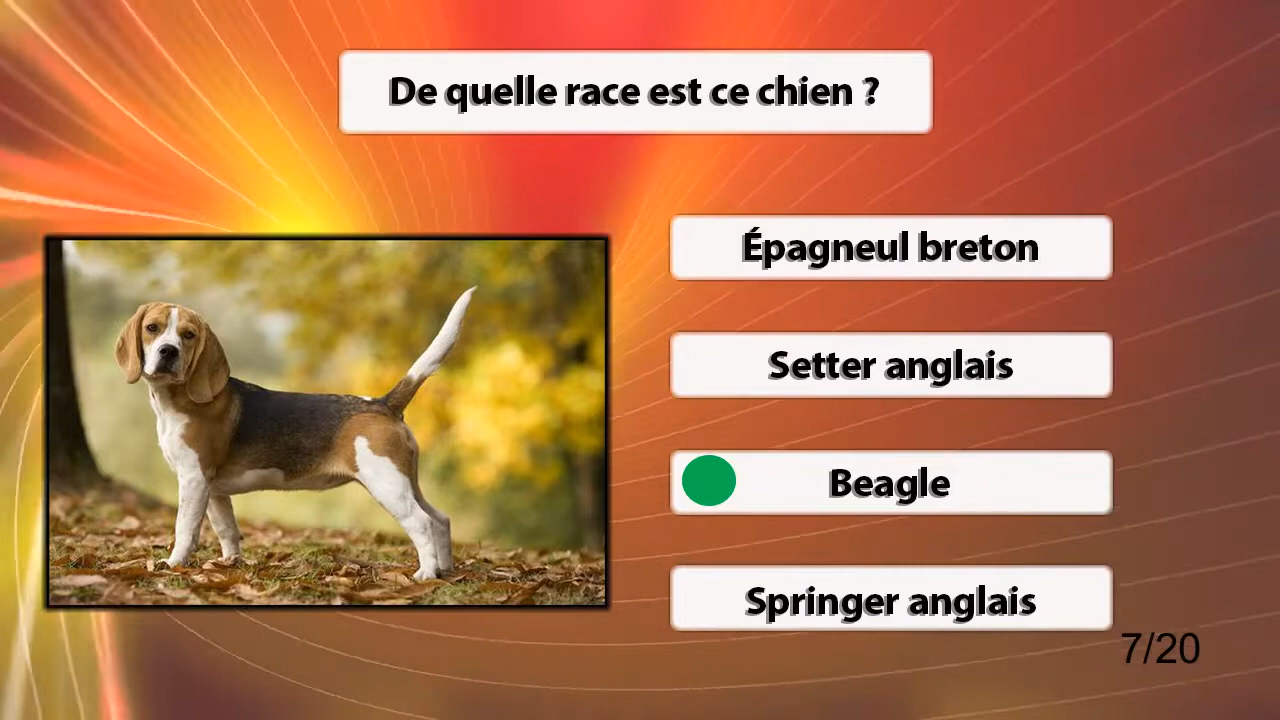 De quelle race est ce chien ?
Épagneul breton
Setter anglais
Beagle
Springer anglais
7/20